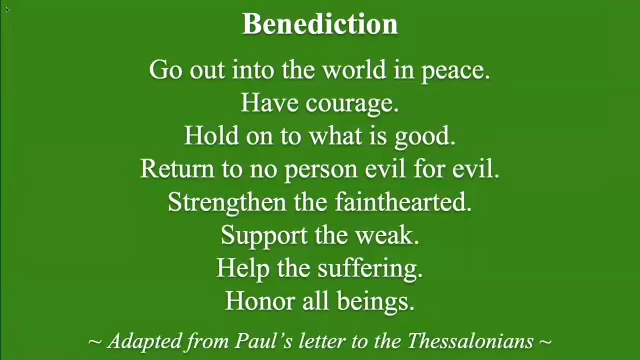 Benediction
Go out into the world in peace.
Have courage.
Hold on to what is good.
Return to no person evil for evil.
Strengthen the fainthearted.
Support the weak.
Help the suffering.
Honor all beings.
~ Adapted from Paul’s letter to the Thessalonians ~